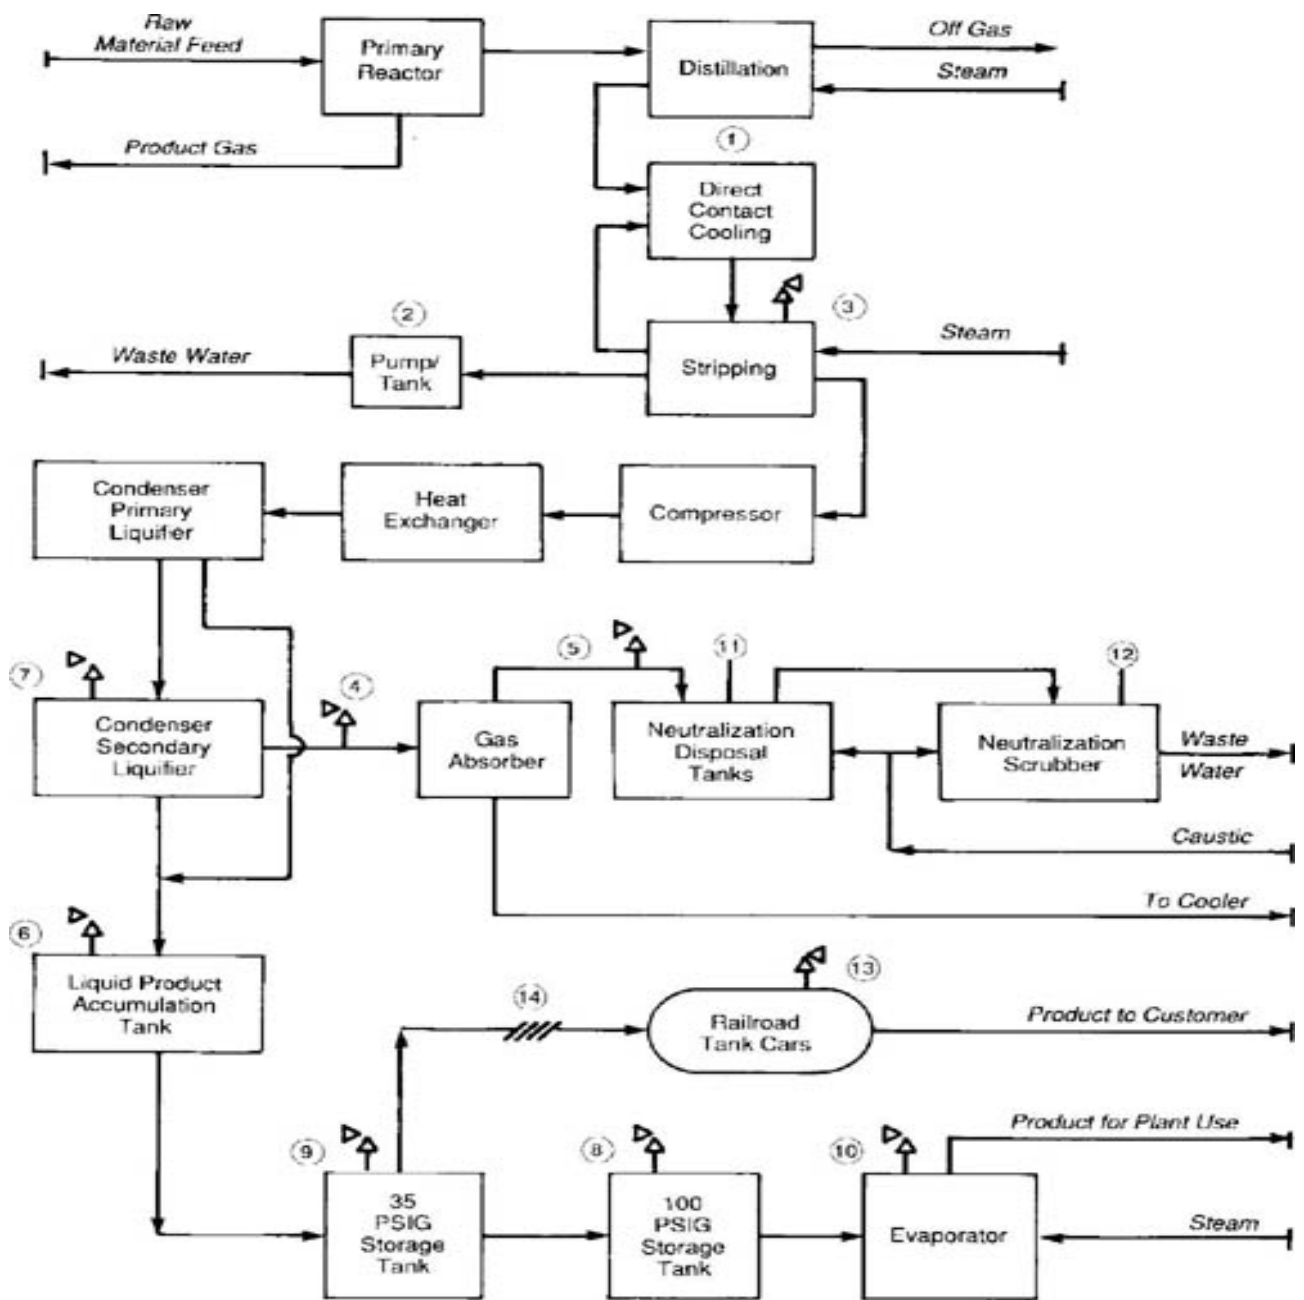 Raw
Material Feed
Primary
Reactor
Distillation
Off Gas
Steam
Product Gas
1
Direct
Contact
Cooling
2
3
Waste Water
Pump/
Tank
Stripping
Steam
Condenser
Primary
Liquifier
Heat
Exchanger
Compressor
7
4
5
11
12
Condenser
Secondary
Liquifier
Gas
Absorber
Neutralization
Disposal
Tanks
Neutralization
Scrubber
Waste
Water
Caustic
To Cooler
6
Liquid Product
Accumulation
Tank
14
13
Railroad
Tank Cars
Product to Customer
9
8
10
Product for Plant Use
35
PSIG
Storage
Tank
100
PSIG
Storage
Tank
Evaporator
Steam